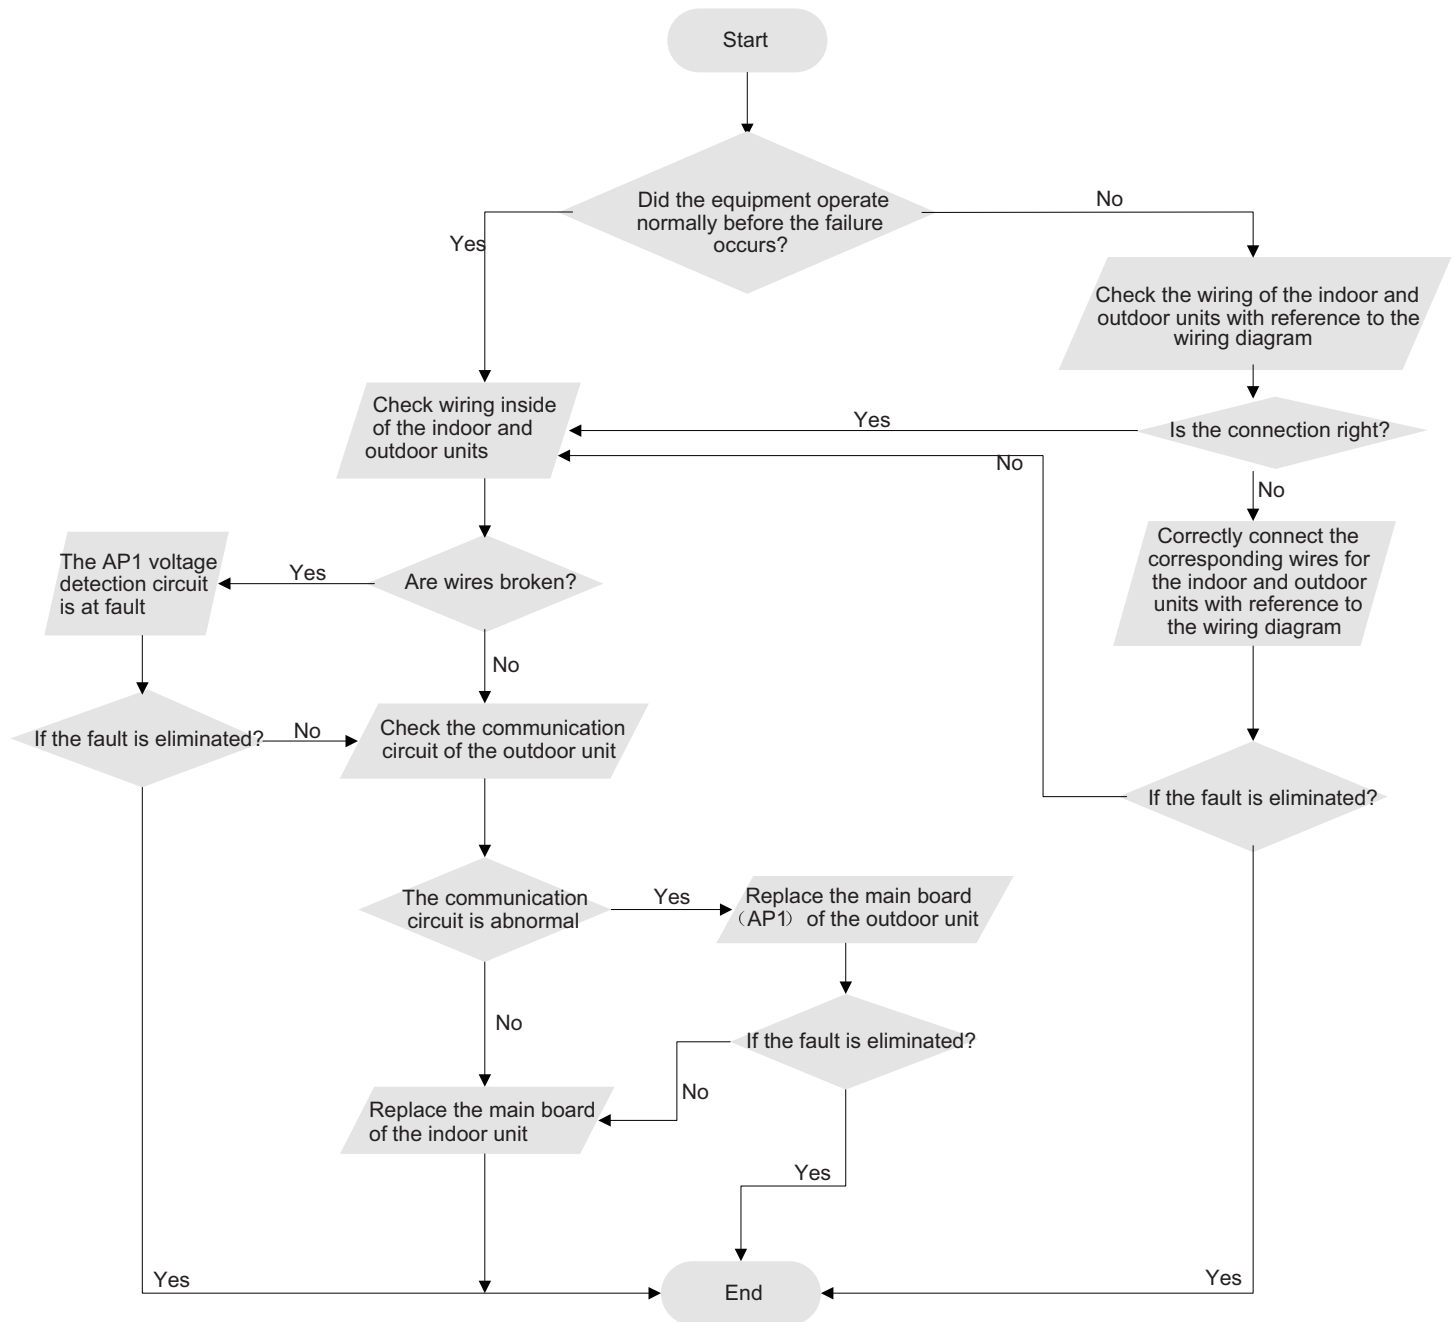 Start
Did the equipment operate
normally before the failure
occurs?
No
Yes
Check the wiring of the indoor and
outdoor units with reference to the
wiring diagram
Check wiring inside
of the indoor and
outdoor units
Yes
Is the connection right?
No
No
Correctly connect the
corresponding wires for
the indoor and outdoor
units with reference to
the wiring diagram
The AP1 voltage
detection circuit
is at fault
Yes
Are wires broken?
No
If the fault is eliminated?
No
Check the communication
circuit of the outdoor unit
If the fault is eliminated?
The communication
circuit is abnormal
Yes
Replace the main board
（AP1） of the outdoor unit
No
If the fault is eliminated?
No
Replace the main board
of the indoor unit
Yes
Yes
End
Yes